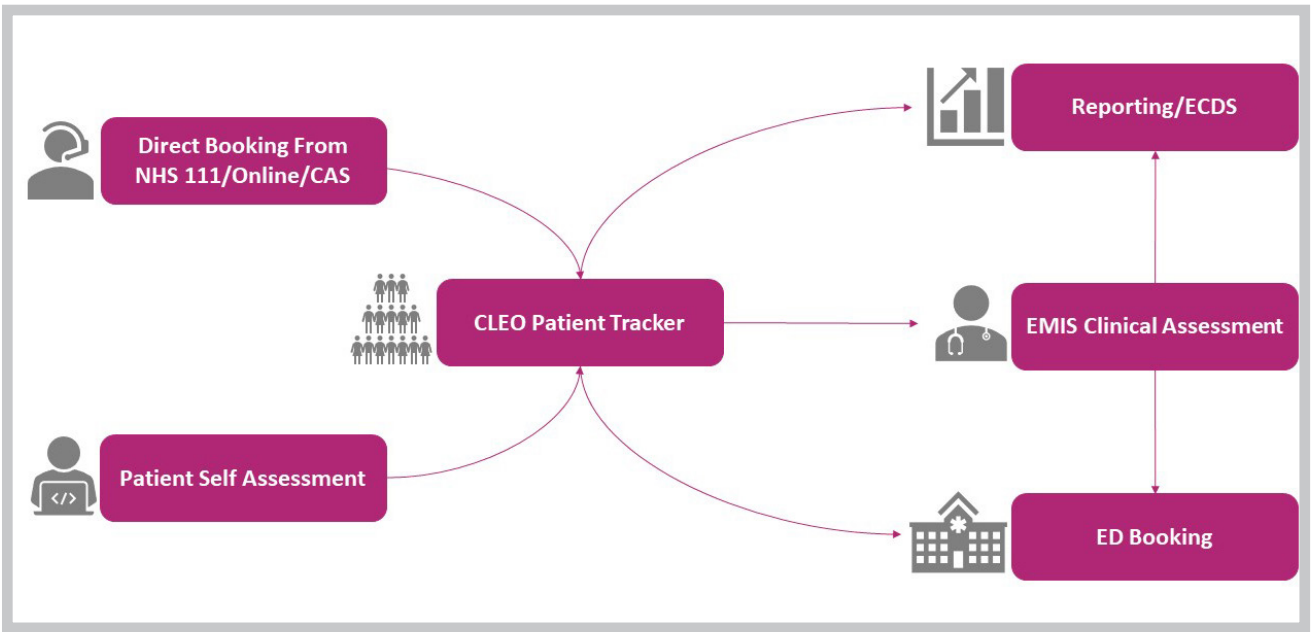 Direct Booking From
NHS 111/Online/CAS
Reporting/ECDS
CLEO Patient Tracker
EMIS Clinical Assessment
</>
Patient Self Assessment
ED Booking